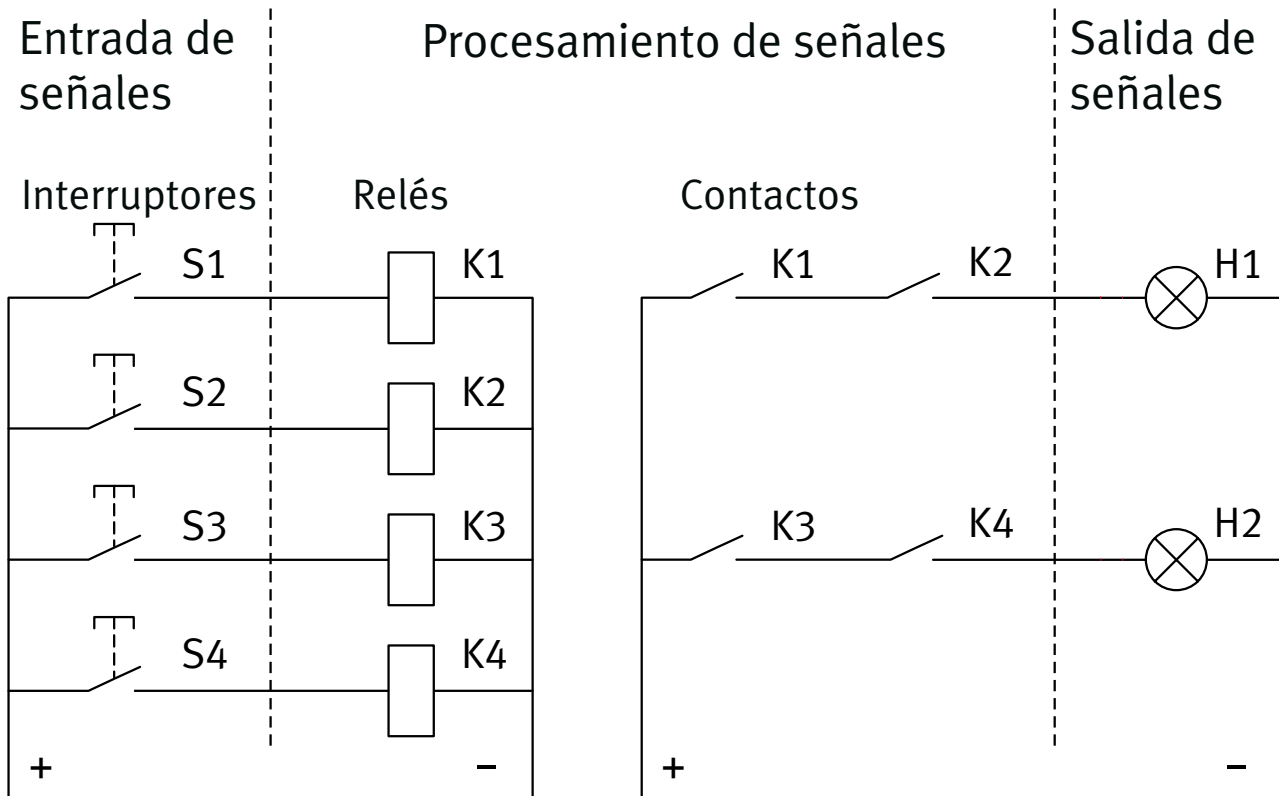 Entrada de
señales
Procesamiento de señales
Salida de
señales
Interruptores
Relés
Contactos
S1
K1
K1
K2
H1
S2
K2
S3
K3
K3
K4
H2
S4
K4
+
–
+
–